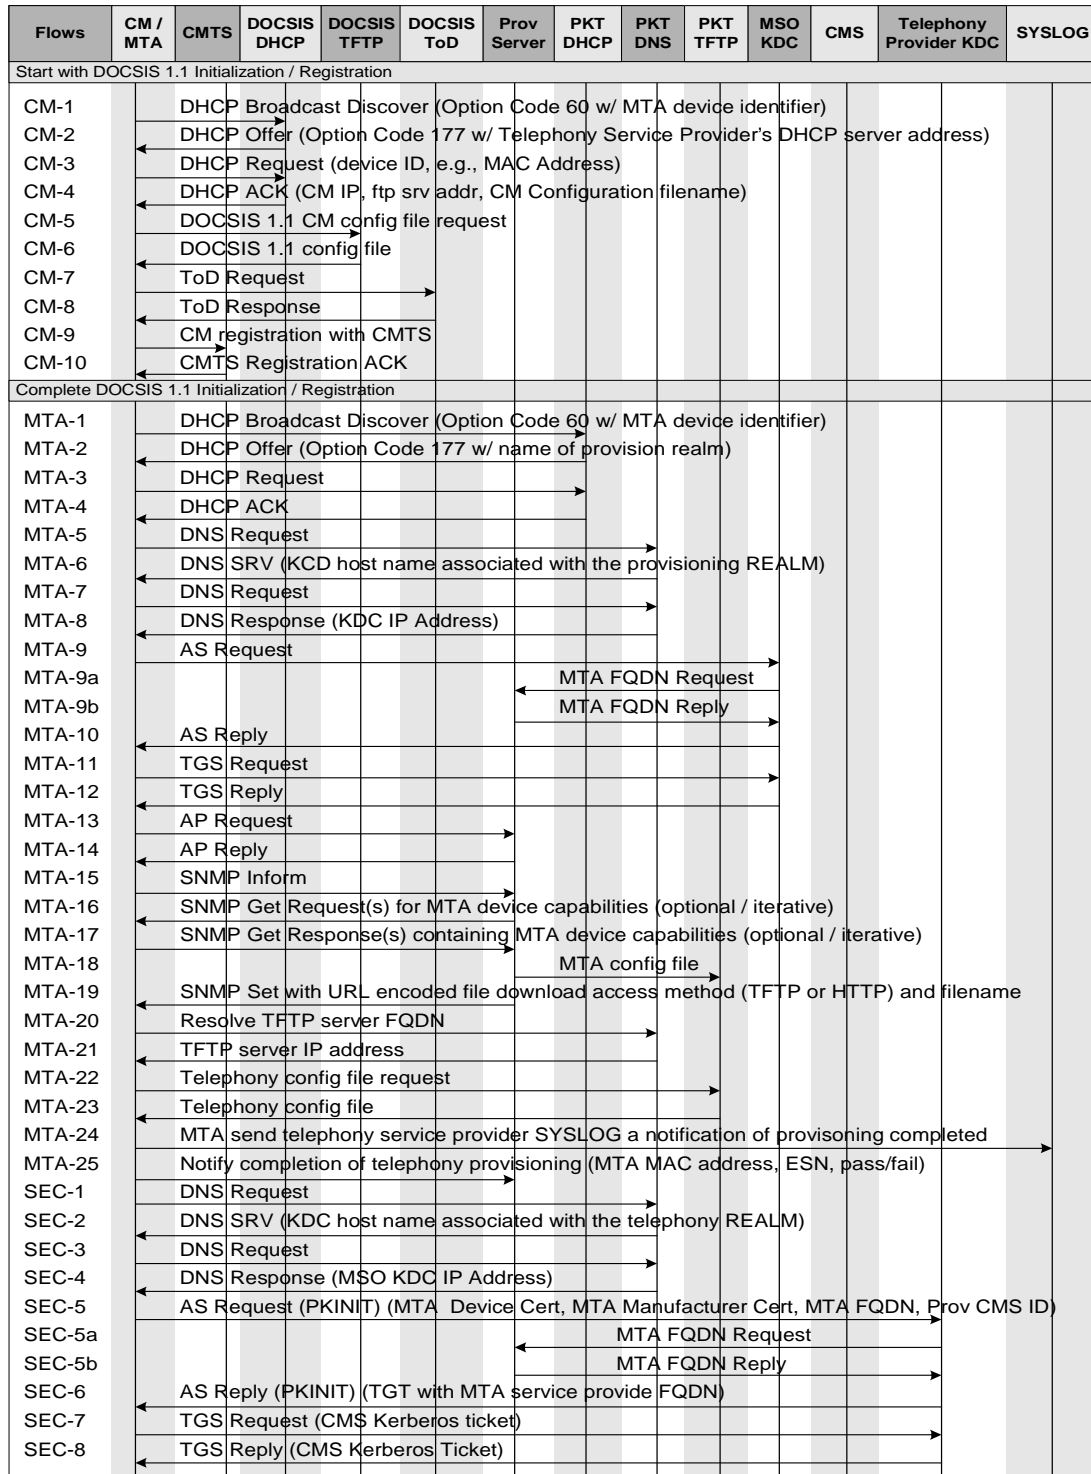 Flows CM / MTA CMTS DOCSIS DHCP DOCSIS TFTP DOCSIS ToD Prov Server PKT DHCP PKT DNS PKT TFTP MSO KDC CMS Telephony Provider KDC SYSLOG
Start with DOCSIS 1.1 Initialization / Registration
CM-1 DHCP Broadcast Discover (Option Code 60 w/ MTA device identifier)
CM-2 DHCP Offer (Option Code 177 w/ Telephony Service Provider's DHCP server address)
CM-3 DHCP Request (device ID, e.g., MAC Address)
CM-4 DHCP ACK (CM IP, ftp srv addr, CM Configuration filename)
CM-5 DOCSIS 1.1 CM config file request
CM-6 DOCSIS 1.1 config file
CM-7 ToD Request
CM-8 ToD Response
CM-9 CM registration with CMTS
CM-10 CMTS Registration ACK
Complete DOCSIS 1.1 Initialization / Registration
MTA-1 DHCP Broadcast Discover (Option Code 60 w/ MTA device identifier)
MTA-2 DHCP Offer (Option Code 177 w/ name of provision realm)
MTA-3 DHCP Request
MTA-4 DHCP ACK
MTA-5 DNS Request
MTA-6 DNS SRV (KCD host name associated with the provisioning REALM)
MTA-7 DNS Request
MTA-8 DNS Response (KDC IP Address)
MTA-9 AS Request
MTA-9a MTA FQDN Request
MTA-9b MTA FQDN Reply
MTA-10 AS Reply
MTA-11 TGS Request
MTA-12 TGS Reply
MTA-13 AP Request
MTA-14 AP Reply
MTA-15 SNMP Inform
MTA-16 SNMP Get Request(s) for MTA device capabilities (optional / iterative)
MTA-17 SNMP Get Response(s) containing MTA device capabilities (optional / iterative)
MTA-18 MTA config file
MTA-19 SNMP Set with URL encoded file download access method (TFTP or HTTP) and filename
MTA-20 Resolve TFTP server FQDN
MTA-21 TFTP server IP address
MTA-22 Telephony config file request
MTA-23 Telephony config file
MTA-24 MTA send telephony service provider SYSLOG a notification of provisoning completed
MTA-25 Notify completion of telephony provisioning (MTA MAC address, ESN, pass/fail)
SEC-1 DNS Request
SEC-2 DNS SRV (KDC host name associated with the telephony REALM)
SEC-3 DNS Request
SEC-4 DNS Response (MSO KDC IP Address)
SEC-5 AS Request (PKINIT) (MTA Device Cert, MTA Manufacturer Cert, MTA FQDN, Prov CMS ID)
SEC-5a MTA FQDN Request
SEC-5b MTA FQDN Reply
SEC-6 AS Reply (PKINIT) (TGT with MTA service provide FQDN)
SEC-7 TGS Request (CMS Kerberos ticket)
SEC-8 TGS Reply (CMS Kerberos Ticket)